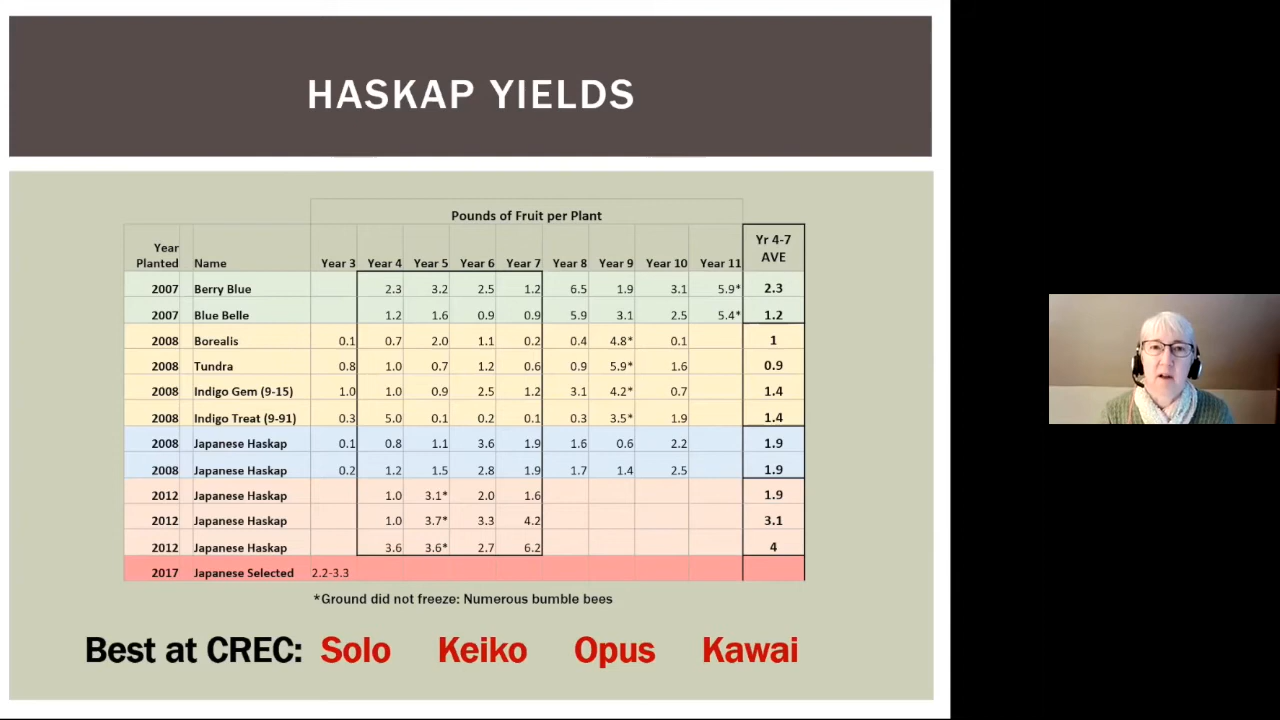 HASKAP YIELDS
Pounds of Fruit per Plant
Year Planted Name Year 3 Year 4 Year 5 Year 6 Year 7 Year 8 Year 9 Year 10 Year 11 Yr 4-7 AVE
2007 Berry Blue 2.3 3.2 2.5 1.2 6.5 1.9 3.1 5.9* 2.3
2007 Blue Belle 1.2 1.6 0.9 0.9 5.9 3.1 2.5 5.4* 1.2
2008 Borealis 0.1 0.7 2.0 1.1 0.2 0.4 4.8* 0.1 1
2008 Tundra 0.8 1.0 0.7 1.2 0.6 0.9 5.9* 1.6 0.9
2008 Indigo Gem (9-15) 1.0 1.0 0.9 2.5 1.2 3.1 4.2* 0.7 1.4
2008 Indigo Treat (9-91) 0.3 5.0 0.1 0.2 0.1 0.3 3.5* 1.9 1.4
2008 Japanese Haskap 0.1 0.8 1.1 3.6 1.9 1.6 0.6 2.2 1.9
2008 Japanese Haskap 0.2 1.2 1.5 2.8 1.9 1.7 1.4 2.5 1.9
2012 Japanese Haskap 1.0 3.1* 2.0 1.6 1.9
2012 Japanese Haskap 1.0 3.7* 3.3 4.2 3.1
2012 Japanese Haskap 3.6 3.6* 2.7 6.2 4
2017 Japanese Selected 2.2-3.3
*Ground did not freeze: Numerous bumble bees
Best at CREC: Solo Keiko Opus Kawai